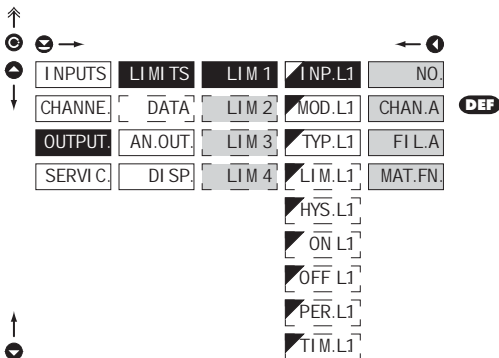 INPUTS LIMITS LIM 1 INP.L1 NO.
CHANNE. DATA LIM 2 MOD.L1 CHAN.A DEF
OUTPUT. AN.OUT. LIM 3 TYP.L1 FIL.A
SERVIC. DISP. LIM 4 LIM.L1 MAT.FN.
HYS.L1
ON L1
OFF L1
PER.L1
TIM.L1